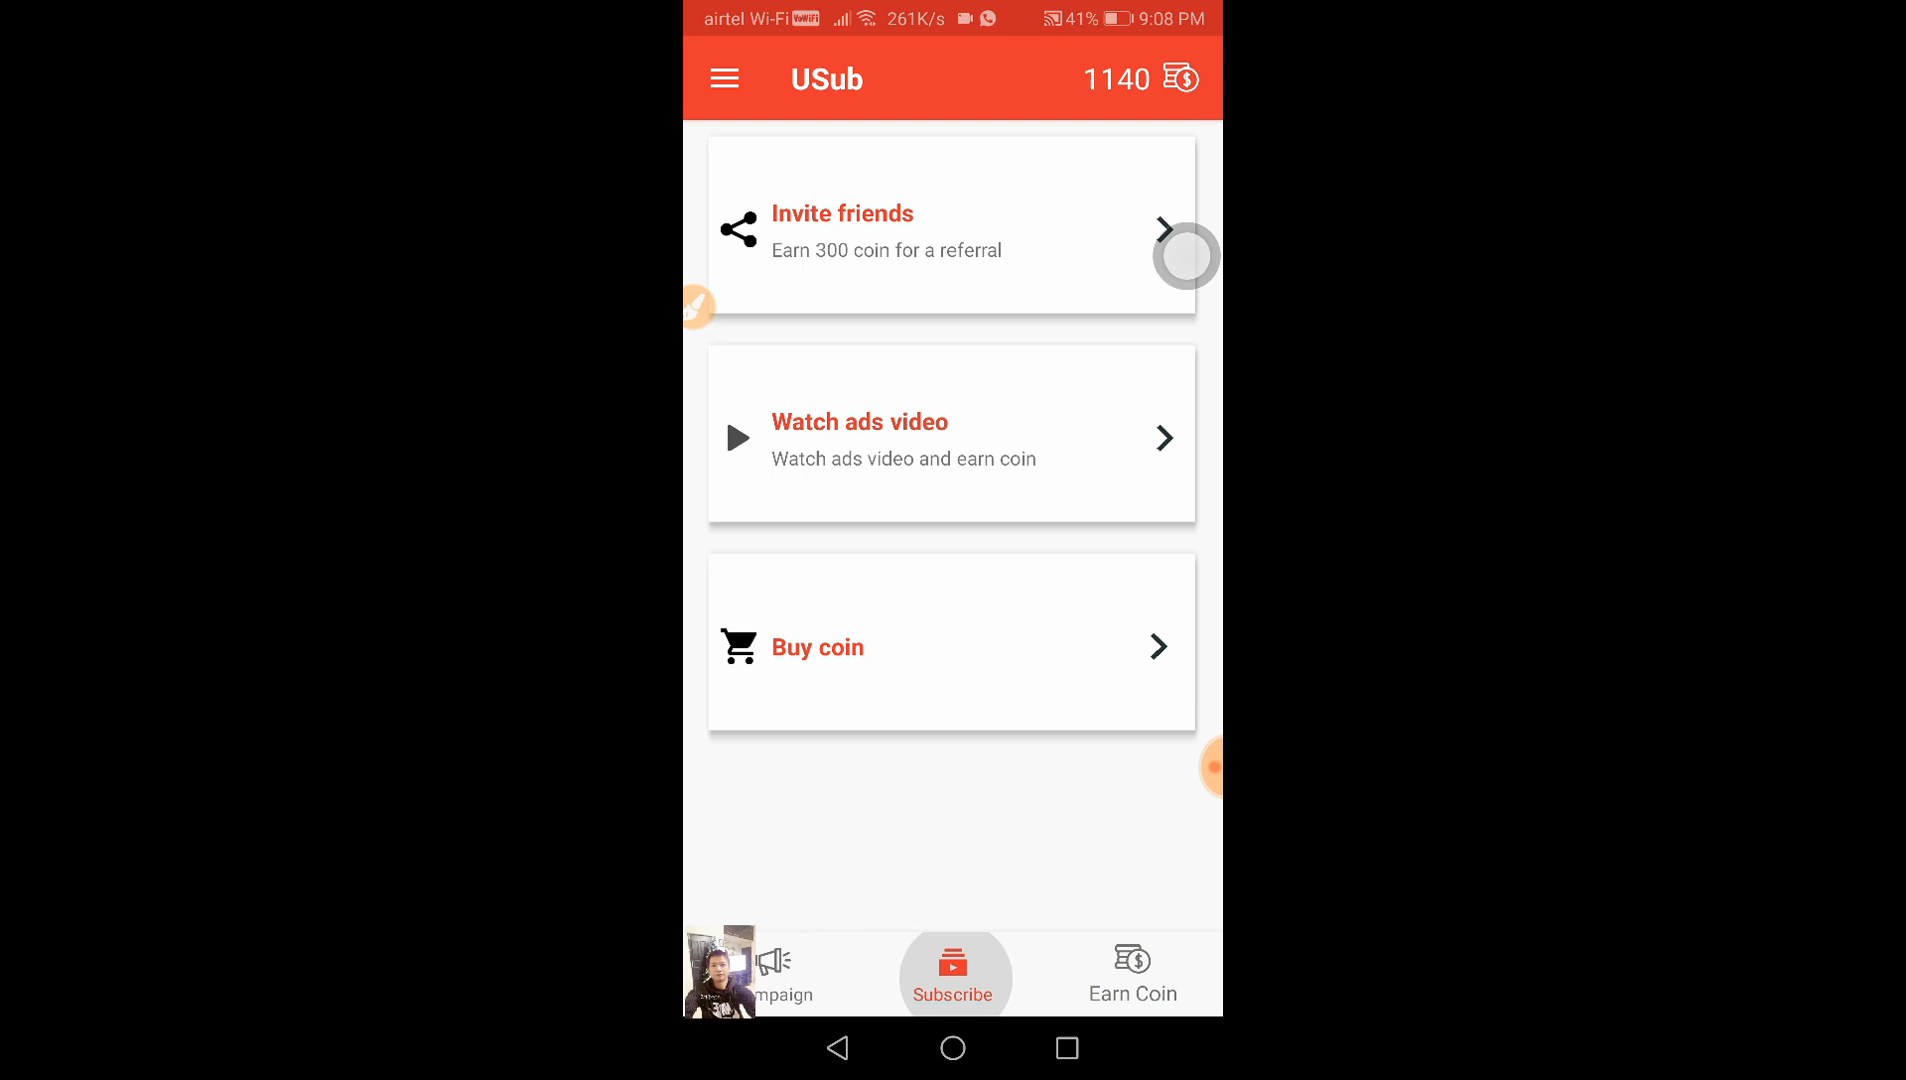 airtel Wi-Fi VoWiFi 261K/s 41% 9:08 PM
USub 1140
Invite friends
Earn 300 coin for a referral
Watch ads video
Watch ads video and earn coin
Buy coin
mpaign Subscribe Earn Coin